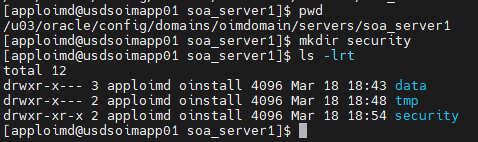 [apploimd@usdsoimapp01 soa_server1]$ pwd
/u03/oracle/config/domains/oimdomain/servers/soa_server1
[apploimd@usdsoimapp01 soa_server1]$ mkdir security
[apploimd@usdsoimapp01 soa_server1]$ ls -lrt
total 12
drwxr-x--- 3 apploimd oinstall 4096 Mar 18 18:43 data
drwxr-x--- 2 apploimd oinstall 4096 Mar 18 18:48 tmp
drwxr-xr-x 2 apploimd oinstall 4096 Mar 18 18:54 security
[apploimd@usdsoimapp01 soa_server1]$